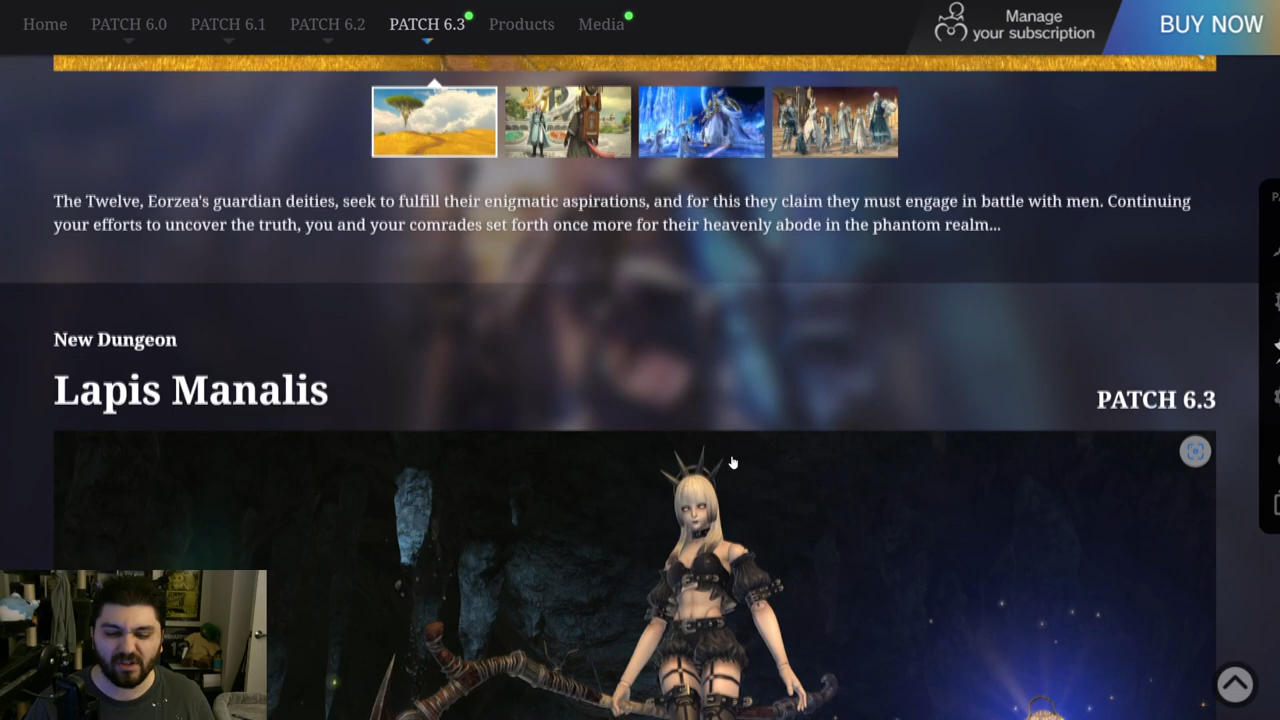 Home PATCH 6.0 PATCH 6.1 PATCH 6.2 PATCH 6.3 Products Media
Manage
your subscription
BUY NOW
The Twelve, Eorzea's guardian deities, seek to fulfill their enigmatic aspirations, and for this they claim they must engage in battle with men. Continuing
your efforts to uncover the truth, you and your comrades set forth once more for their heavenly abode in the phantom realm...
New Dungeon
Lapis Manalis
PATCH 6.3